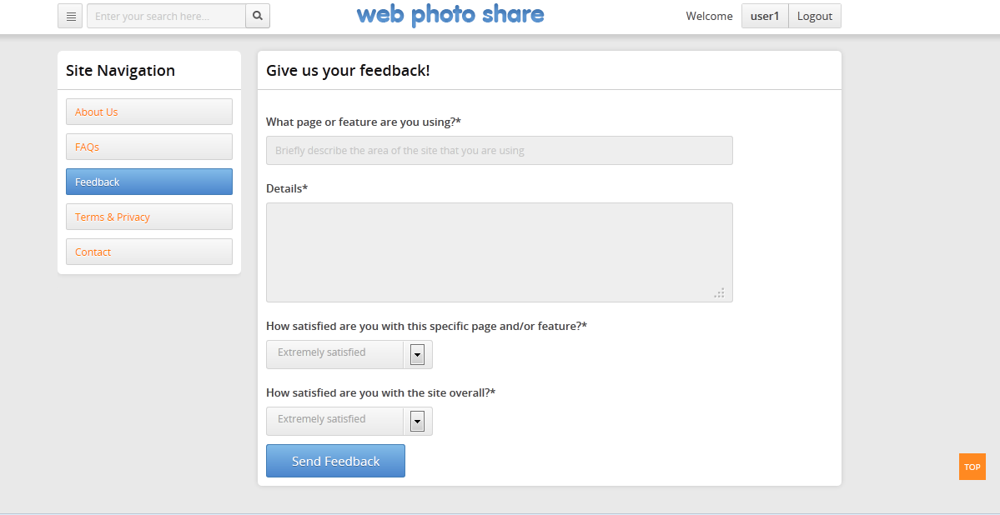 Enter your search here...
web photo share
Welcome
user1
Logout
Site Navigation
About Us
FAQs
Feedback
Terms & Privacy
Contact
Give us your feedback!
What page or feature are you using?*
Briefly describe the area of the site that you are using
Details*
How satisfied are you with this specific page and/or feature?*
Extremely satisfied
How satisfied are you with the site overall?*
Extremely satisfied
Send Feedback
TOP